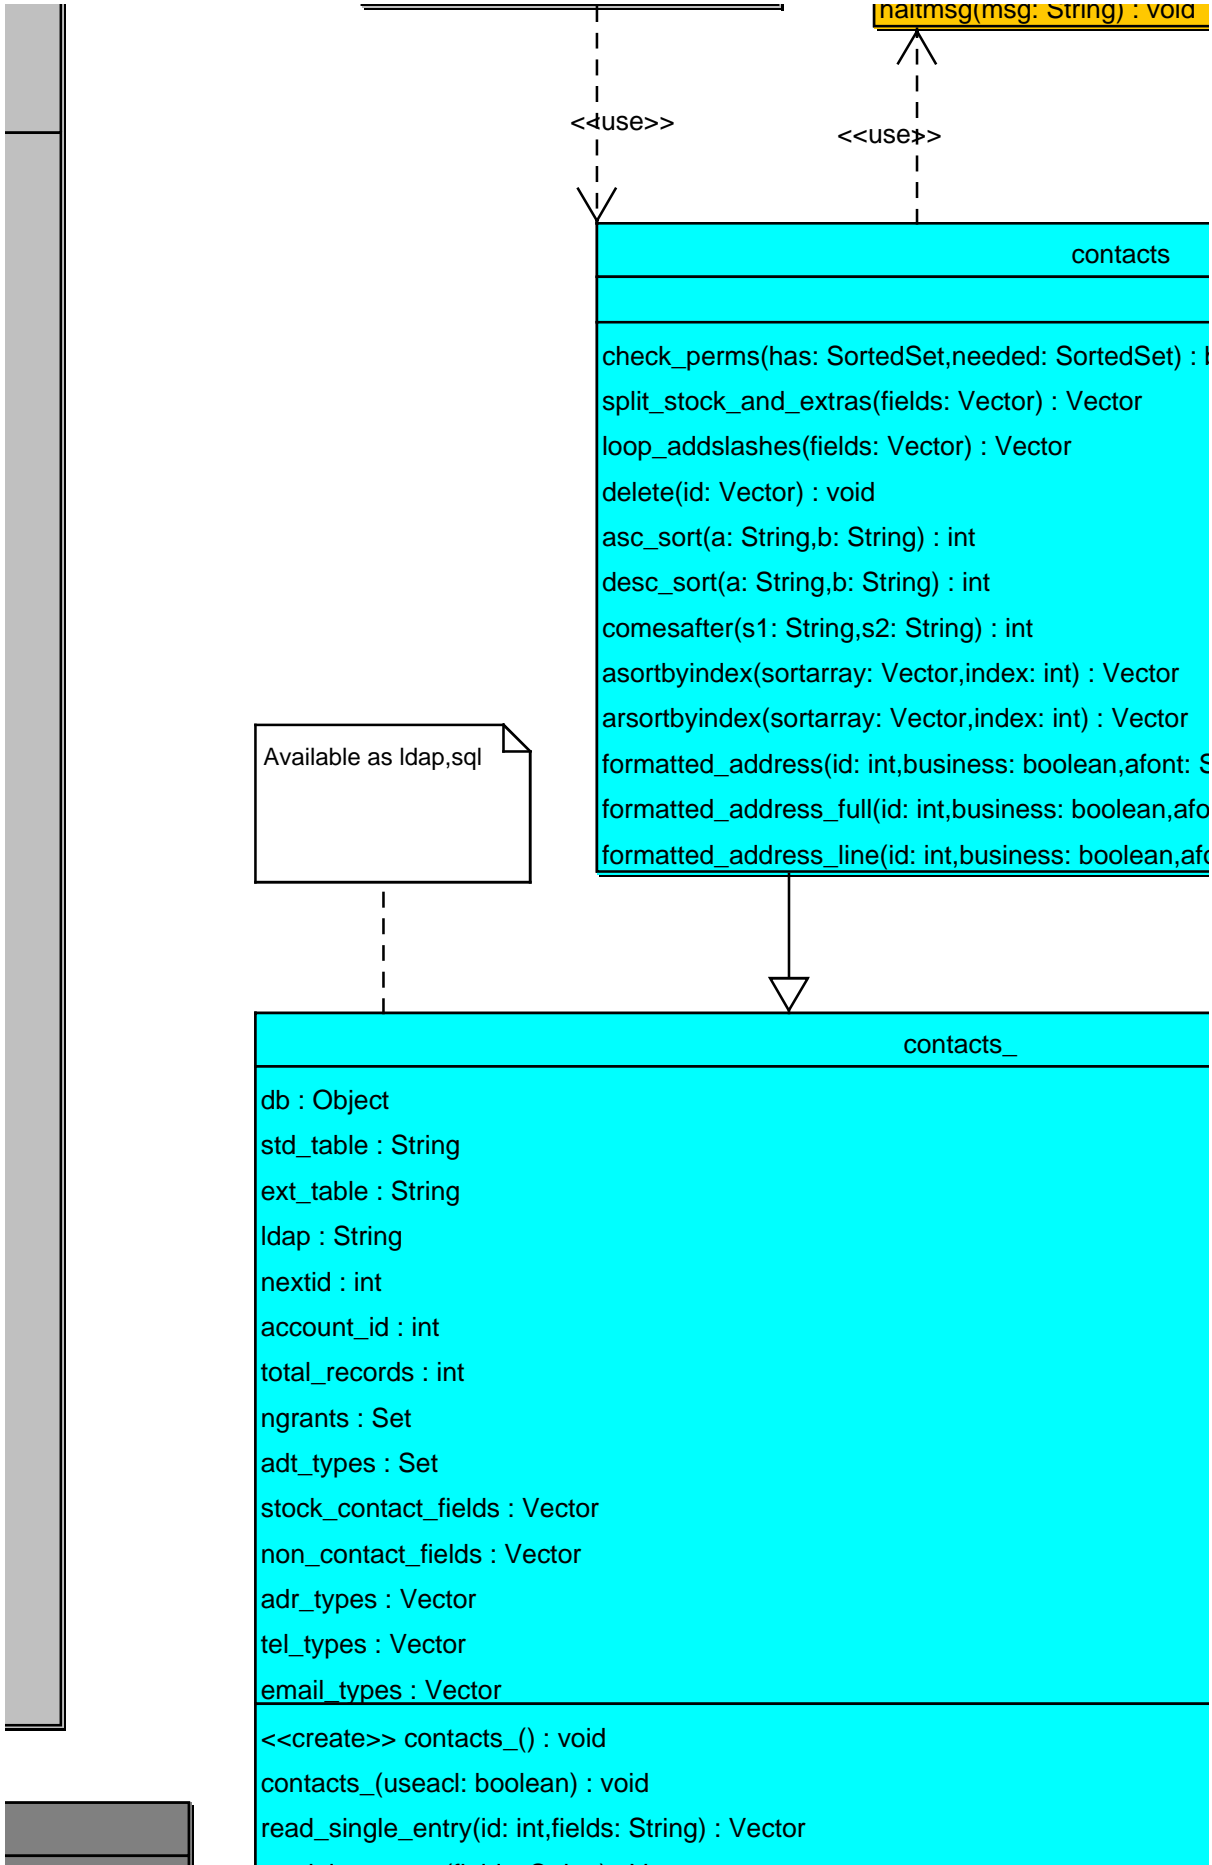 haltmsg(msg: String) : void
<<use>>
<<use>>
contacts
check_perms(has: SortedSet,needed: SortedSet) :
split_stock_and_extras(fields: Vector) : Vector
loop_addslashes(fields: Vector) : Vector
delete(id: Vector) : void
asc_sort(a: String,b: String) : int
desc_sort(a: String,b: String) : int
comesafter(s1: String,s2: String) : int
asortbyindex(sortarray: Vector,index: int) : Vector
arsortbyindex(sortarray: Vector,index: int) : Vector
Available as ldap,sql
formatted_address(id: int,business: boolean,afont:
formatted_address_full(id: int,business: boolean,afo
formatted_address_line(id: int,business: boolean,afo
contacts_
db : Object
std_table : String
ext_table : String
ldap : String
nextid : int
account_id : int
total_records : int
ngrants : Set
adt_types : Set
stock_contact_fields : Vector
non_contact_fields : Vector
adr_types : Vector
tel_types : Vector
email_types : Vector
<<create>> contacts_() : void
contacts_(useacl: boolean) : void
read_single_entry(id: int,fields: String) : Vector